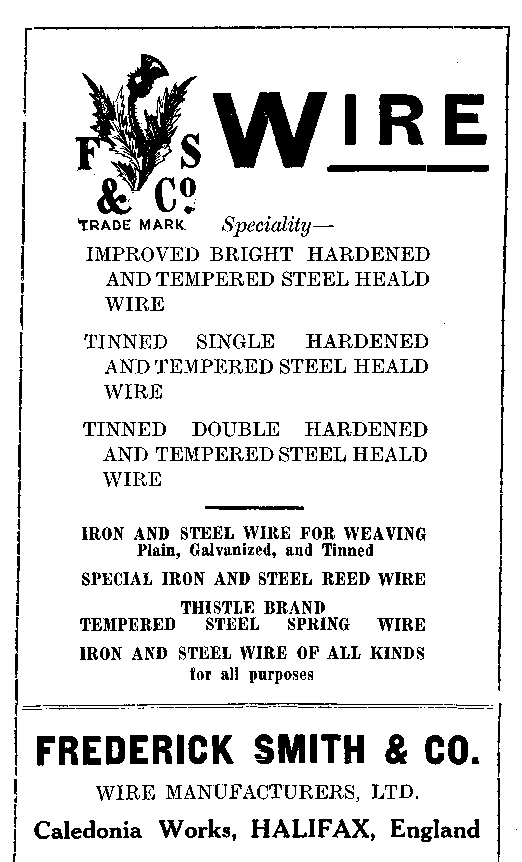 WIRE
F S
& Co.
TRADE MARK.
Speciality—
IMPROVED BRIGHT HARDENED
AND TEMPERED STEEL HEALD
WIRE
TINNED SINGLE HARDENED
AND TEMPERED STEEL HEALD
WIRE
TINNED DOUBLE HARDENED
AND TEMPERED STEEL HEALD
WIRE
IRON AND STEEL WIRE FOR WEAVING
Plain, Galvanized, and Tinned
SPECIAL IRON AND STEEL REED WIRE
THISTLE BRAND
TEMPERED STEEL SPRING WIRE
IRON AND STEEL WIRE OF ALL KINDS
for all purposes
FREDERICK SMITH & CO.
WIRE MANUFACTURERS, LTD.
Caledonia Works, HALIFAX, England